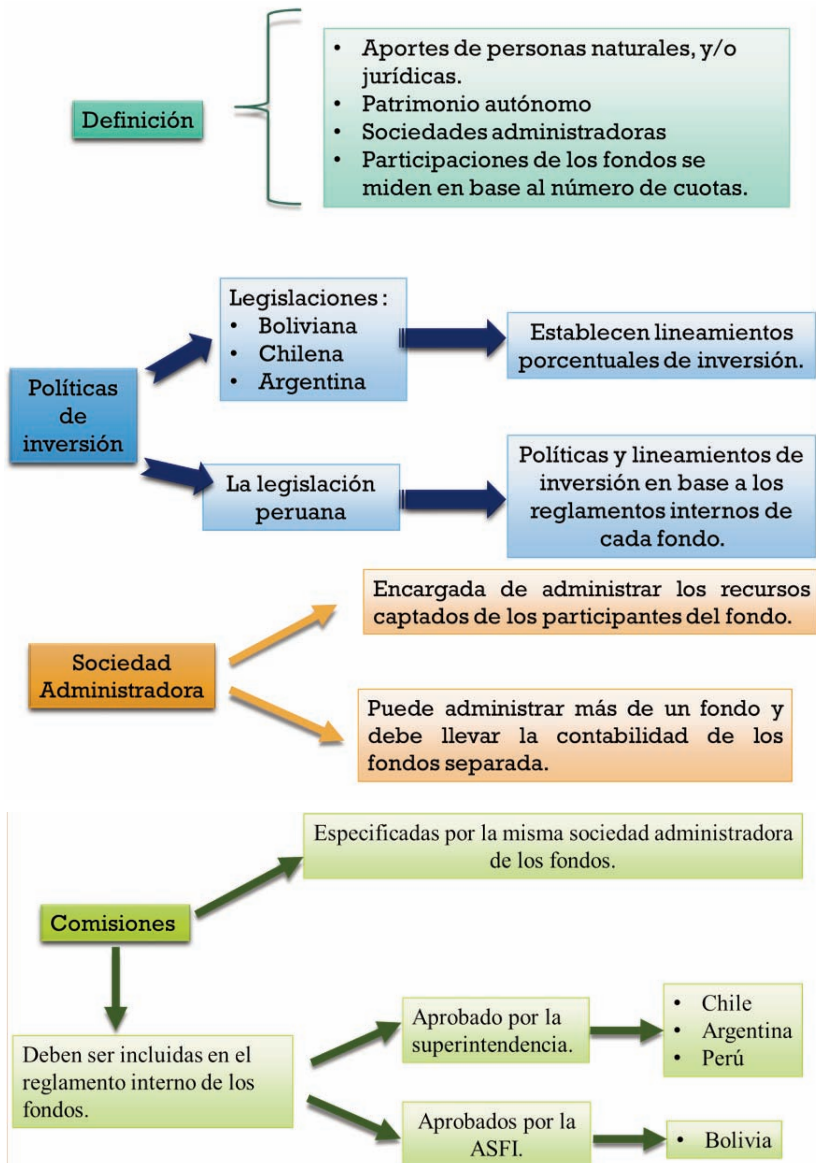 Definición
• Aportes de personas naturales, y/o
jurídicas.
• Patrimonio autónomo
• Sociedades administradoras
• Participaciones de los fondos se
miden en base al número de cuotas.
Políticas
de
inversión
Legislaciones :
• Boliviana
• Chilena
• Argentina
Establecen lineamientos
porcentuales de inversión.
La legislación
peruana
Políticas y lineamientos de
inversión en base a los
reglamentos internos de
cada fondo.
Sociedad
Administradora
Encargada de administrar los recursos
captados de los participantes del fondo.
Puede administrar más de un fondo y
debe llevar la contabilidad de los
fondos separada.
Comisiones
Especificadas por la misma sociedad administradora
de los fondos.
Deben ser incluidas en el
reglamento interno de los
fondos.
Aprobado por la
superintendencia.
• Chile
• Argentina
• Perú
Aprobados por la
ASFI.
• Bolivia